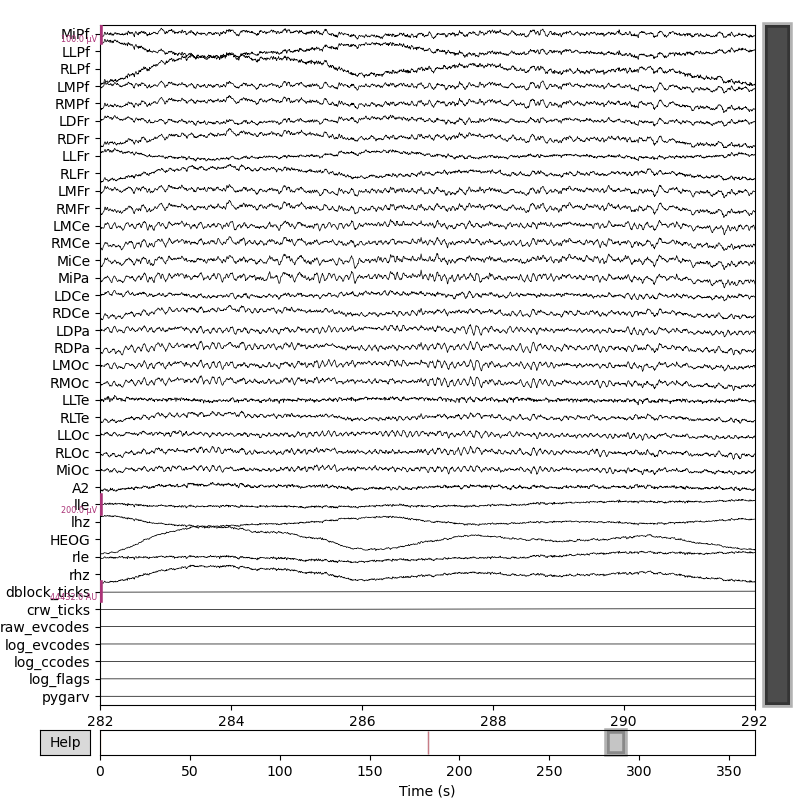 MiPf
100.0 µV
LLPf
RLPf
LMPf
RMPf
LDFr
RDFr
LLFr
RLFr
LMFr
RMFr
LMCe
RMCe
MiCe
MiPa
LDCe
RDCe
LDPa
RDPa
LMOc
RMOc
LLTe
RLTe
LLOc
RLOc
MiOc
A2
lle
200.0 µV
lhz
HEOG
rle
rhz
dblock_ticks
crw_ticks
raw_evcodes
log_evcodes
log_ccodes
log_flags
pygarv
282 284 286 288 290 292
Help
0 50 100 150 200 250 300 350
Time (s)